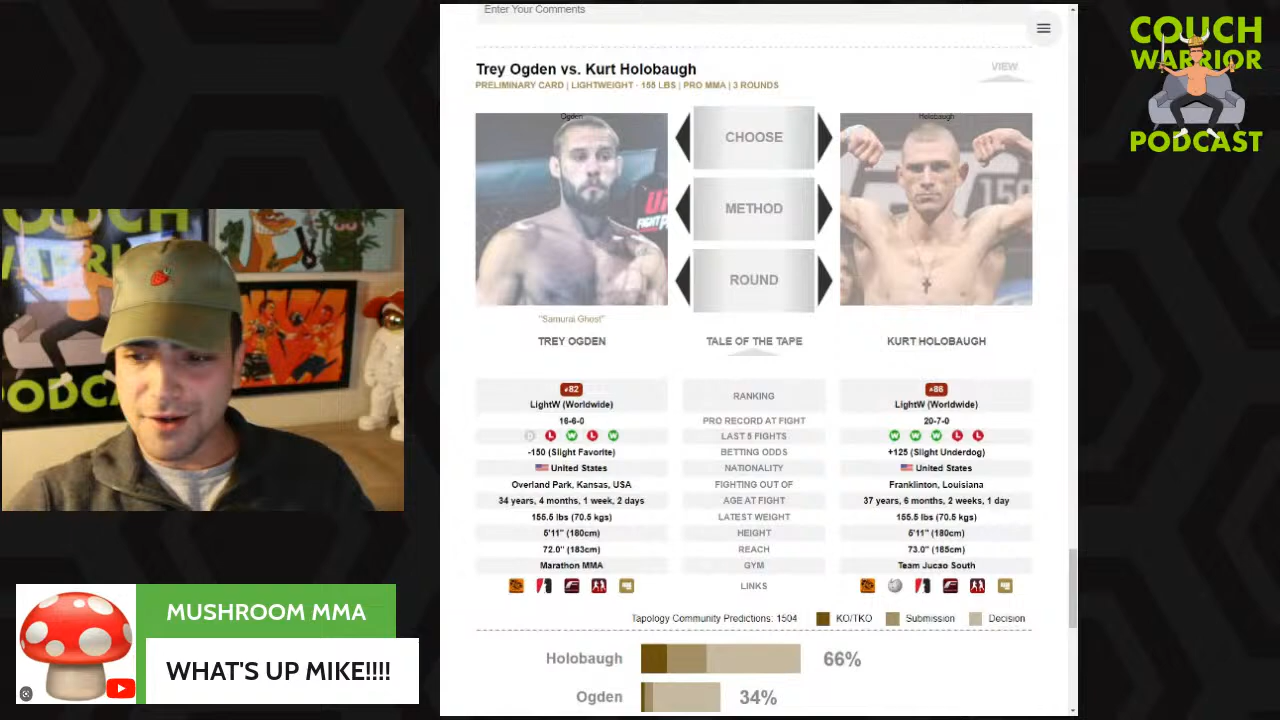 Enter Your Comments
Trey Ogden vs. Kurt Holobaugh
VIEW
PRELIMINARY CARD | LIGHTWEIGHT · 155 LBS | PRO MMA | 3 ROUNDS
Ogden
CHOOSE
METHOD
ROUND
Holobaugh
"Samurai Ghost"
TREY OGDEN
TALE OF THE TAPE
KURT HOLOBAUGH
#82
LightW (Worldwide)
RANKING
#86
LightW (Worldwide)
16-6-0
PRO RECORD AT FIGHT
20-7-0
D L W L W
LAST 5 FIGHTS
W W W L L
-150 (Slight Favorite)
BETTING ODDS
+125 (Slight Underdog)
United States
NATIONALITY
United States
Overland Park, Kansas, USA
FIGHTING OUT OF
Franklinton, Louisiana
34 years, 4 months, 1 week, 2 days
AGE AT FIGHT
37 years, 6 months, 2 weeks, 1 day
155.5 lbs (70.5 kgs)
LATEST WEIGHT
155.5 lbs (70.5 kgs)
5'11" (180cm)
HEIGHT
5'11" (180cm)
72.0" (183cm)
REACH
73.0" (185cm)
Marathon MMA
GYM
Team Jucao South
LINKS
Tapology Community Predictions: 1504
KO/TKO
Submission
Decision
Holobaugh
66%
Ogden
34%
COUCH
WARRIOR
PODCAST
MUSHROOM MMA
WHAT'S UP MIKE!!!!